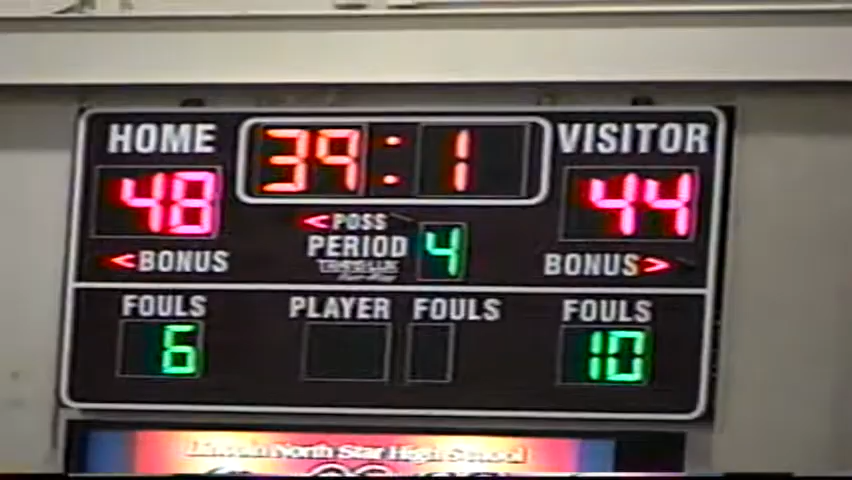 HOME 39:1 VISITOR
48 44
<POSS
PERIOD 4
<BONUS BONUS>
FOULS PLAYER FOULS FOULS
6 10
Lincoln North Star High School